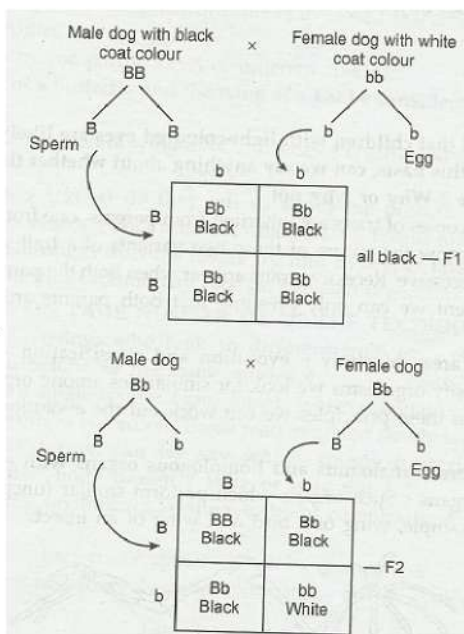 Male dog with black × Female dog with white
coat colour coat colour
BB bb
B B b b
Sperm Egg
b b
B Bb Bb
Black Black
all black — F1
B Bb Bb
Black Black
Male dog × Female dog
Bb Bb
B b B b
Sperm Egg
B b
B BB Bb
Black Black
— F2
b Bb bb
Black White